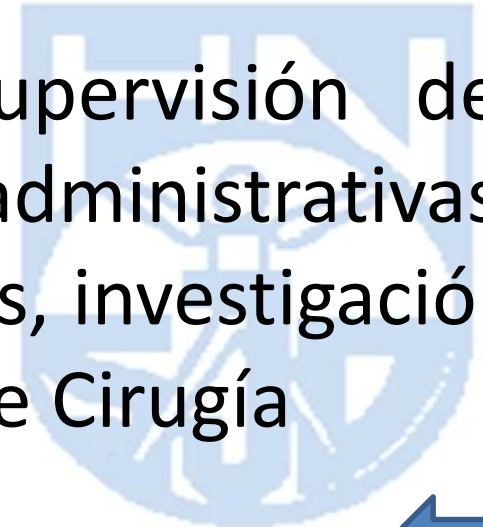 upervisión de
administrativas
s, investigació
e Cirugía